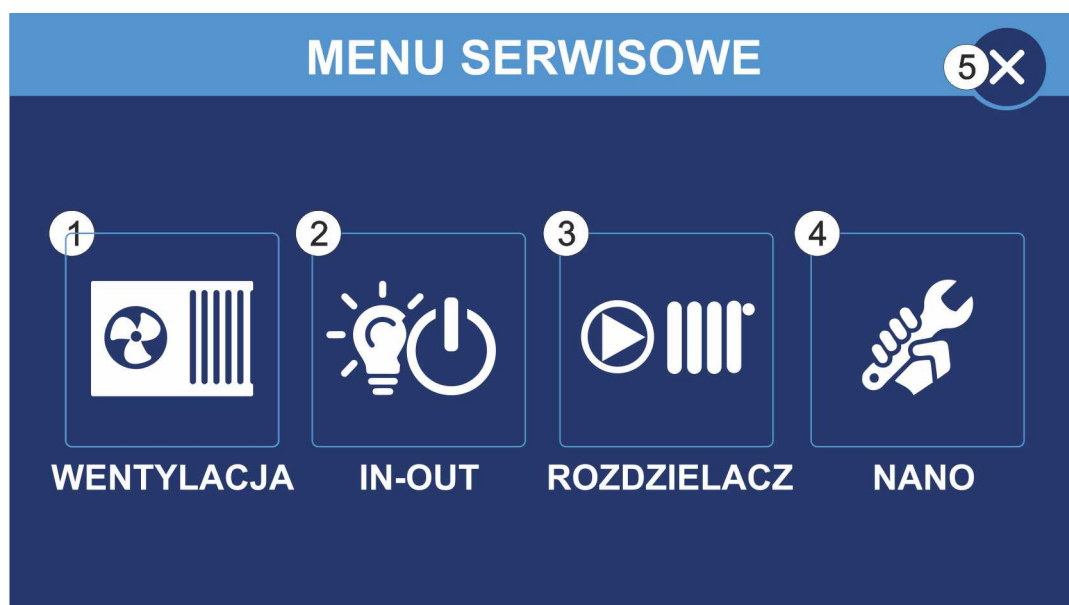 MENU SERWISOWE
5
1
2
3
4
WENTYLACJA
IN-OUT
ROZDZIELACZ
NANO